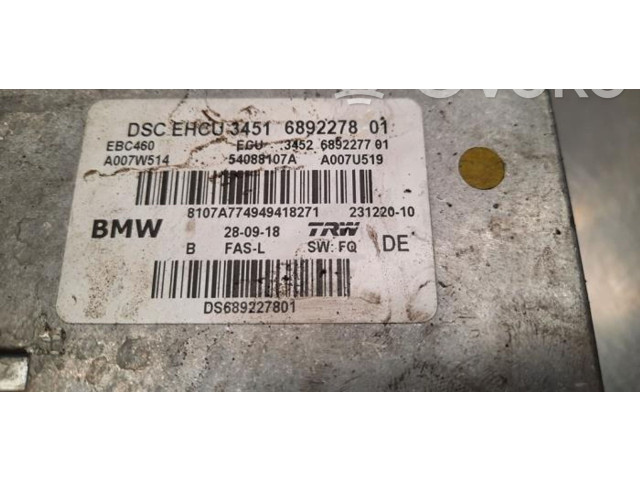 DSC EHCU 3451 6892278 01
EBC460 ECU 3452 6892277 01
A007W514 54088107A A007U519
8107A774949418271 231220-10
BMW 28-09-18 TRW DE
B FAS-L SW: FQ
DS689227801